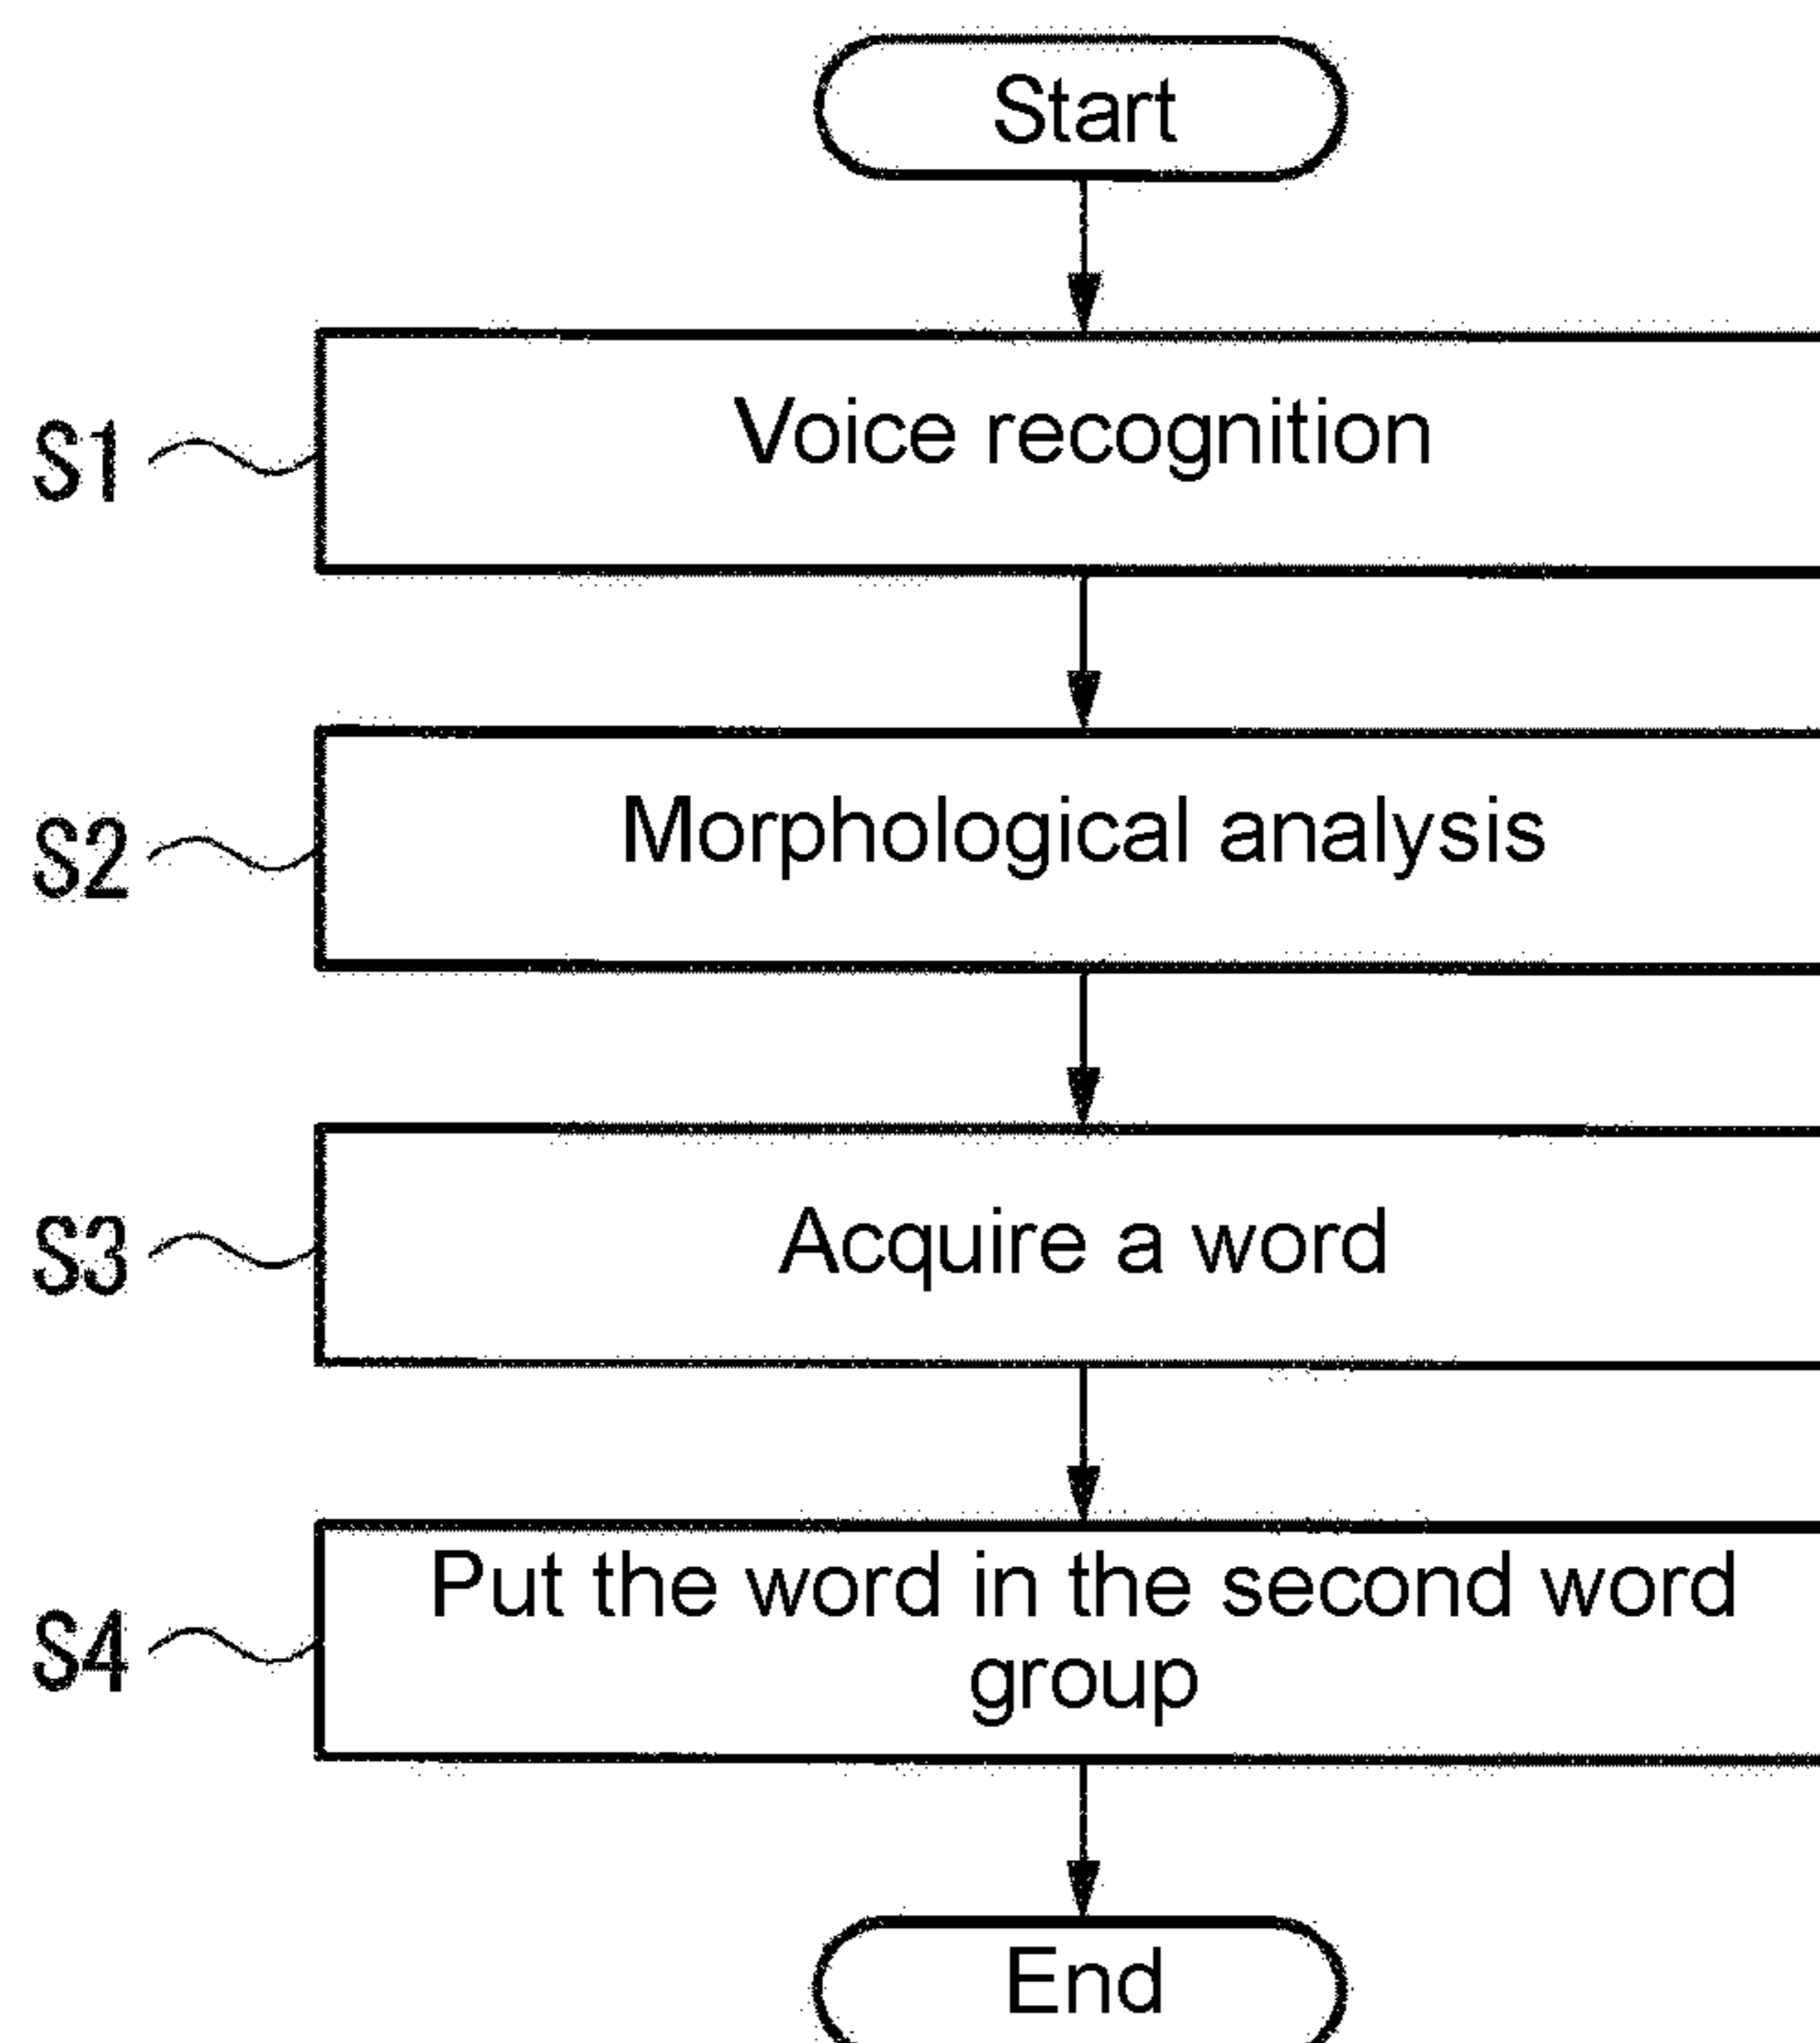 Start
S1
Voice recognition
S2
Morphological analysis
S3
Acquire a word
S4
Put the word in the second word
group
End